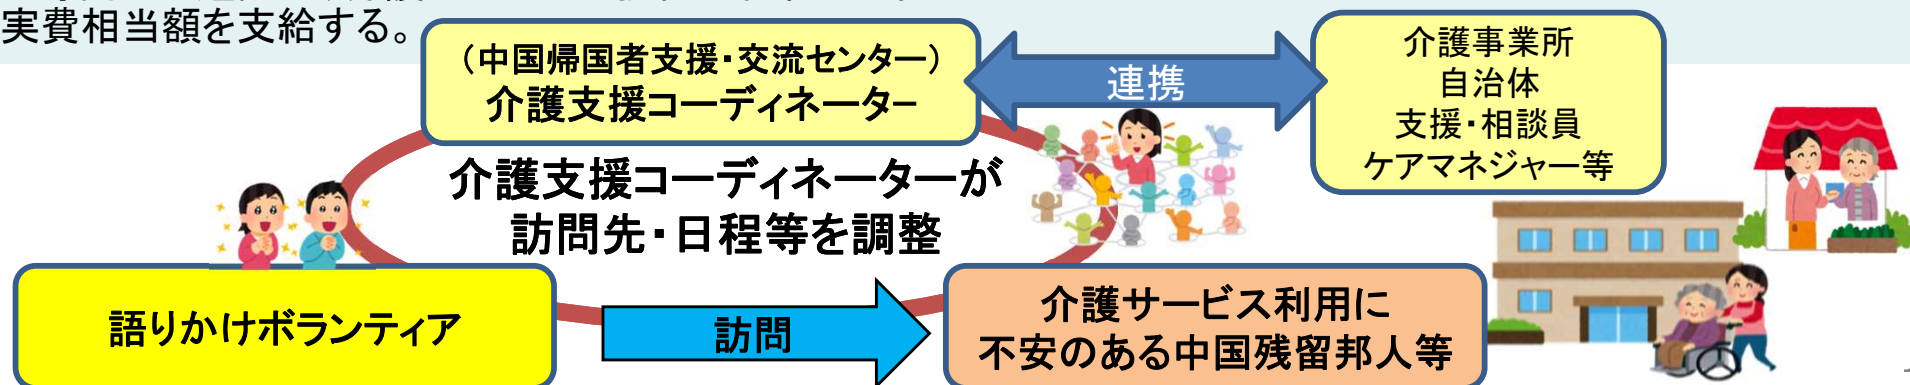 実費相当額を支給する。
（中国帰国者支援・交流センター）
介護支援コーディネーター
連携
介護事業所
自治体
支援・相談員
ケアマネジャー等
介護支援コーディネーターが
訪問先・日程等を調整
語りかけボランティア
訪問
介護サービス利用に
不安のある中国残留邦人等